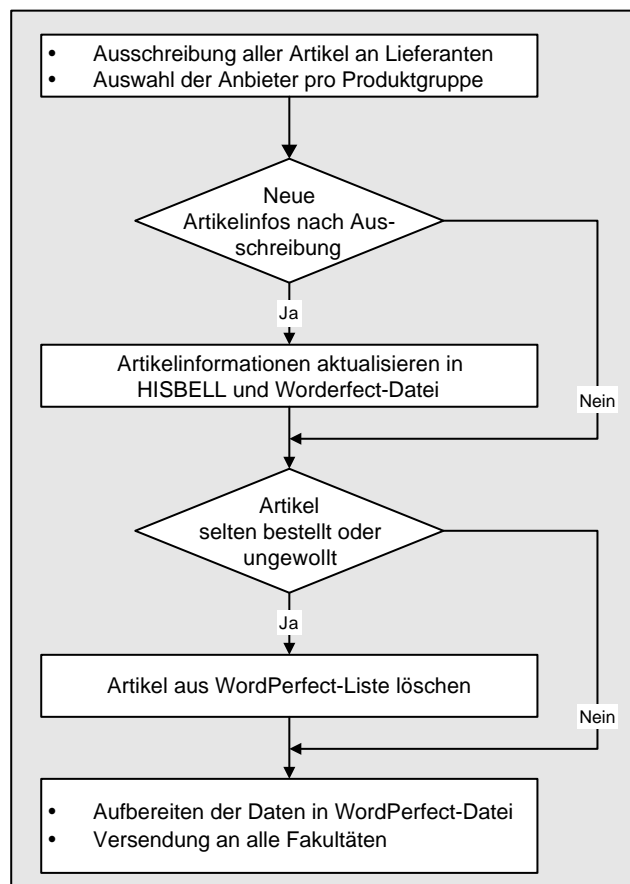 • Ausschreibung aller Artikel an Lieferanten
• Auswahl der Anbieter pro Produktgruppe
Neue
Artikelinfos nach Aus-
schreibung
Ja
Artikelinformationen aktualisieren in
HISBELL und Worderfect-Datei
Nein
Artikel
selten bestellt oder
ungewollt
Ja
Artikel aus WordPerfect-Liste löschen
Nein
• Aufbereiten der Daten in WordPerfect-Datei
• Versendung an alle Fakultäten